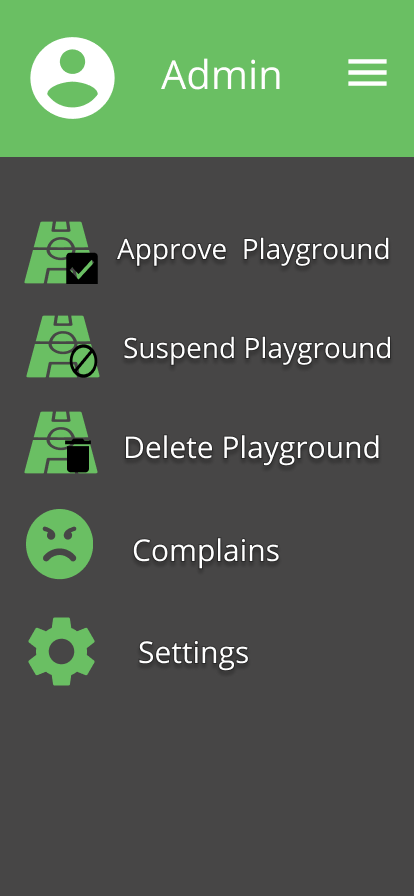 Admin
Approve  Playground
Suspend Playground
Delete Playground
Complains
Settings